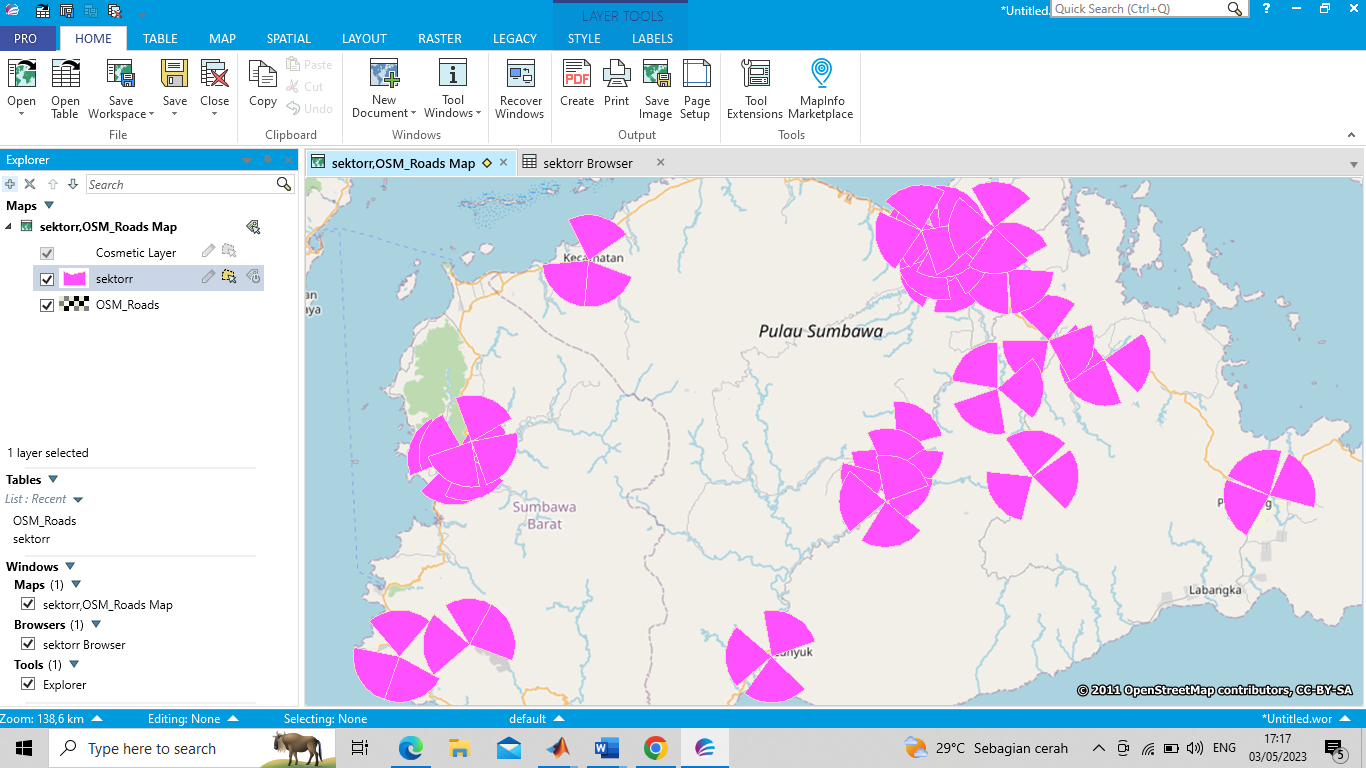 LAYER TOOLS
*Untitled.
Quick Search (Ctrl+Q)
PRO
HOME
TABLE
MAP
SPATIAL
LAYOUT
RASTER
LEGACY
STYLE
LABELS
Open
Open Table
Save Workspace
Save
Close
File
Copy
Paste
Cut
Undo
Clipboard
New Document
Tool Windows
Windows
Recover Windows
PDF
Create
Print
Save Image
Page Setup
Output
Tool Extensions
MapInfo Marketplace
Tools
Explorer
Search
Maps
sektorr,OSM_Roads Map
Cosmetic Layer
sektorr
OSM_Roads
1 layer selected
Tables
List : Recent
OSM_Roads
sektorr
Windows
Maps (1)
sektorr,OSM_Roads Map
Browsers (1)
sektorr Browser
Tools (1)
Explorer
sektorr,OSM_Roads Map
sektorr Browser
Pulau Sumbawa
Sumbawa
Barat
Labangka
© 2011 OpenStreetMap contributors, CC-BY-SA
Zoom: 138,6 km
Editing: None
Selecting: None
default
*Untitled.wor
Type here to search
29°C Sebagian cerah
ENG
17:17
03/05/2023
5